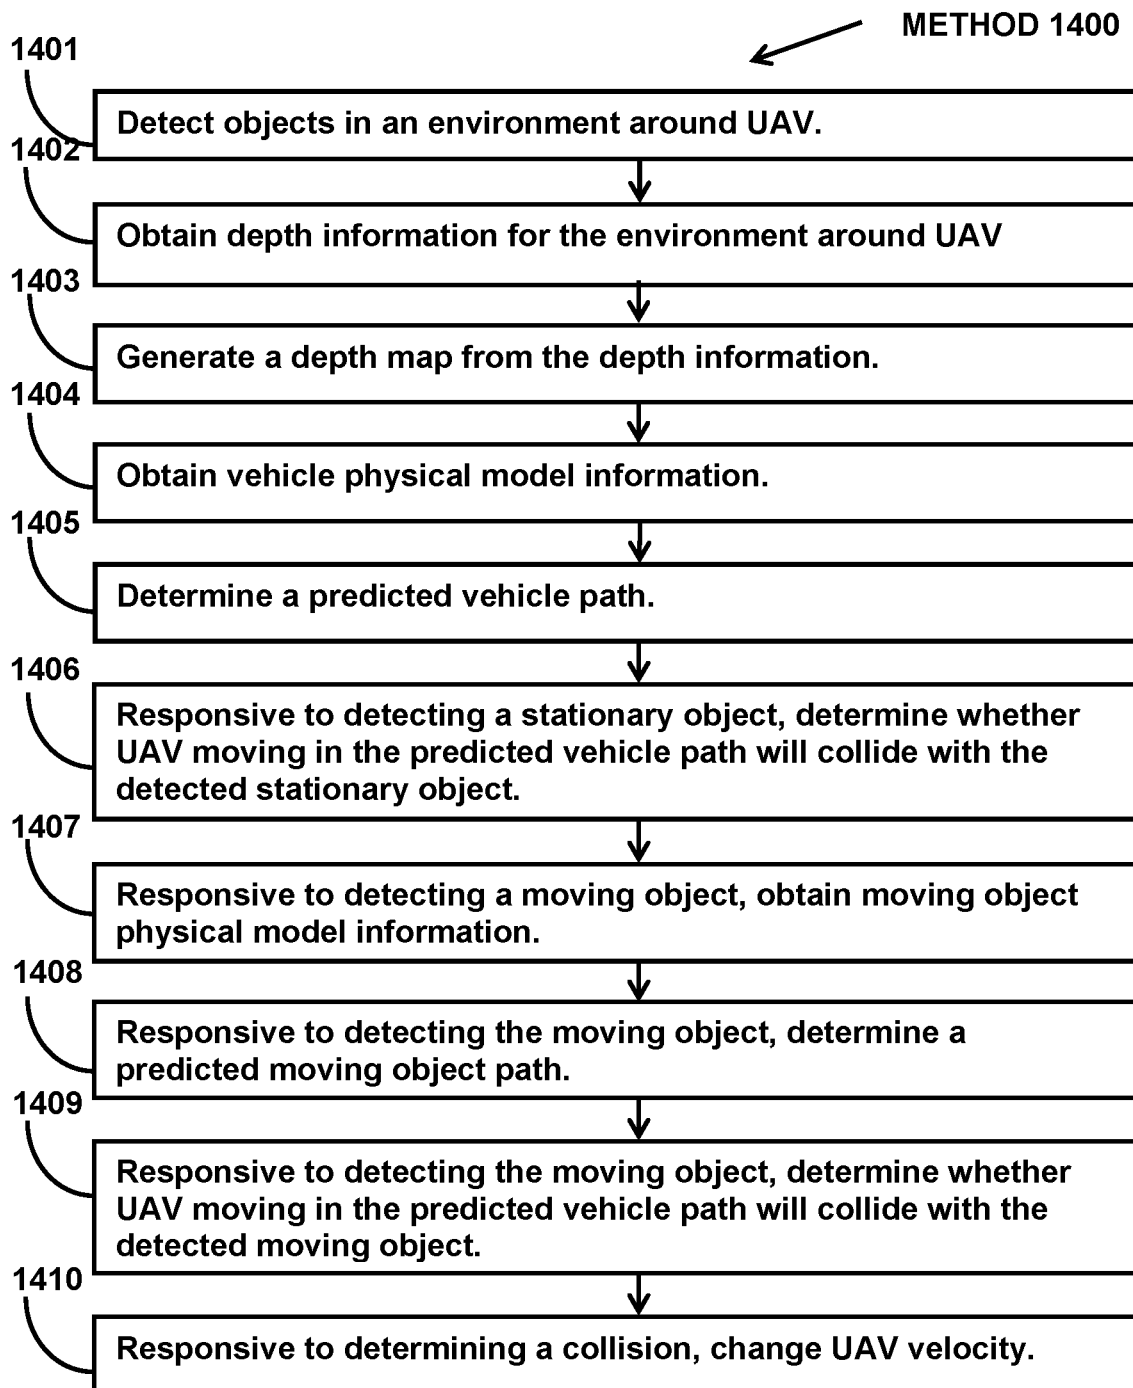 METHOD 1400
1401
Detect objects in an environment around UAV.
1402
Obtain depth information for the environment around UAV
1403
Generate a depth map from the depth information.
1404
Obtain vehicle physical model information.
1405
Determine a predicted vehicle path.
1406
Responsive to detecting a stationary object, determine whether
UAV moving in the predicted vehicle path will collide with the
detected stationary object.
1407
Responsive to detecting a moving object, obtain moving object
physical model information.
1408
Responsive to detecting the moving object, determine a
predicted moving object path.
1409
Responsive to detecting the moving object, determine whether
UAV moving in the predicted vehicle path will collide with the
detected moving object.
1410
Responsive to determining a collision, change UAV velocity.